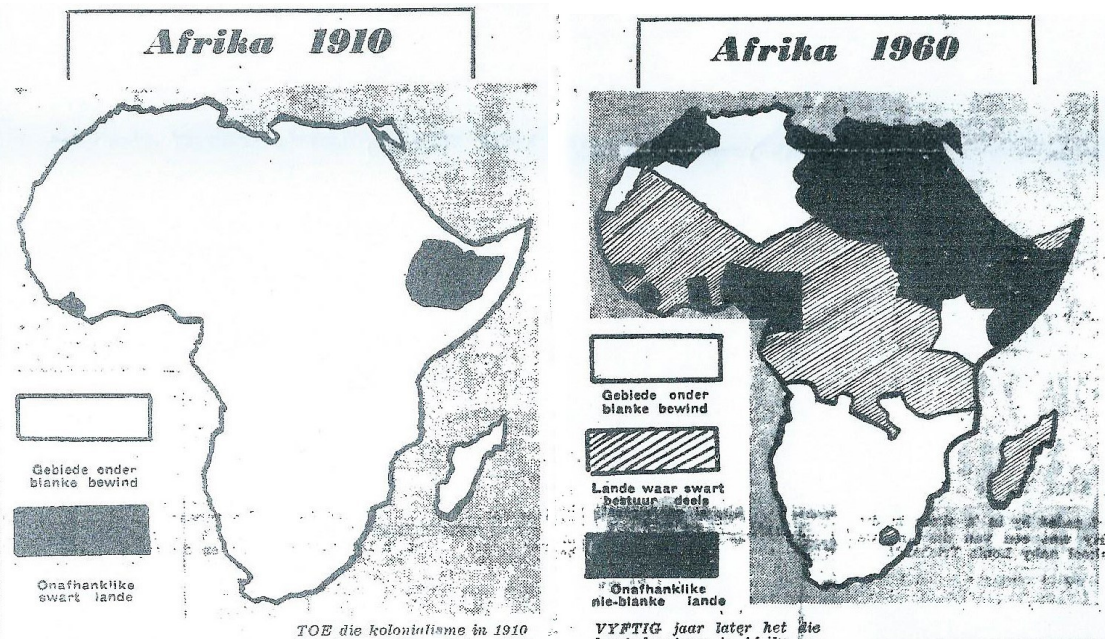 Afrika 1910
Gebiede onder
blanke bewind
Onafhanklike
swart lande
TOE die kolonialisme in 1910
Afrika 1960
Gebiede onder
blanke bewind
Lande waar swart
bestuur deels
Onafhanklike
nie-blanke lande
VYFTIG jaar later het die